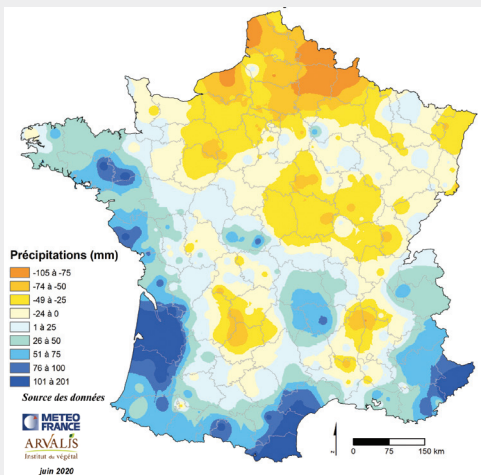 Précipitations (mm)
-105 à -75
-74 à -50
-49 à -25
-24 à 0
1 à 25
26 à 50
51 à 75
76 à 100
101 à 201
Source des données
METEO
FRANCE
ARVALIS
Institut du végétal
juin 2020
0 75 150 km